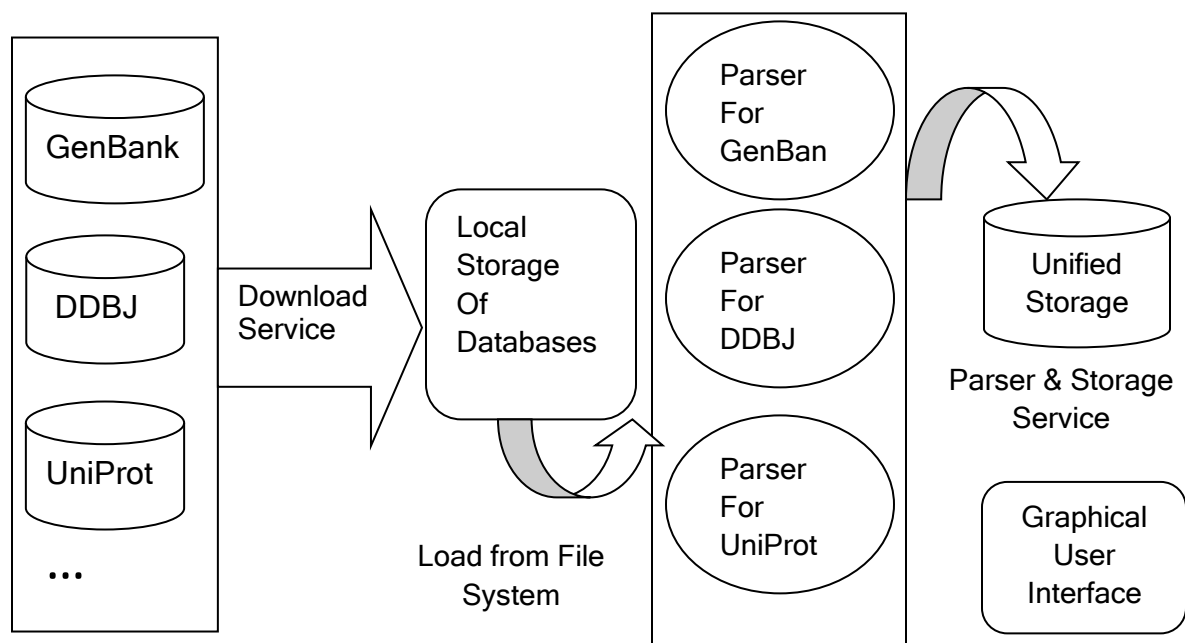 GenBank
DDBJ
UniProt
...
Download
Service
Local
Storage
Of
Databases
Load from File
System
Parser
For
GenBan
Parser
For
DDBJ
Parser
For
UniProt
Unified
Storage
Parser & Storage
Service
Graphical
User
Interface